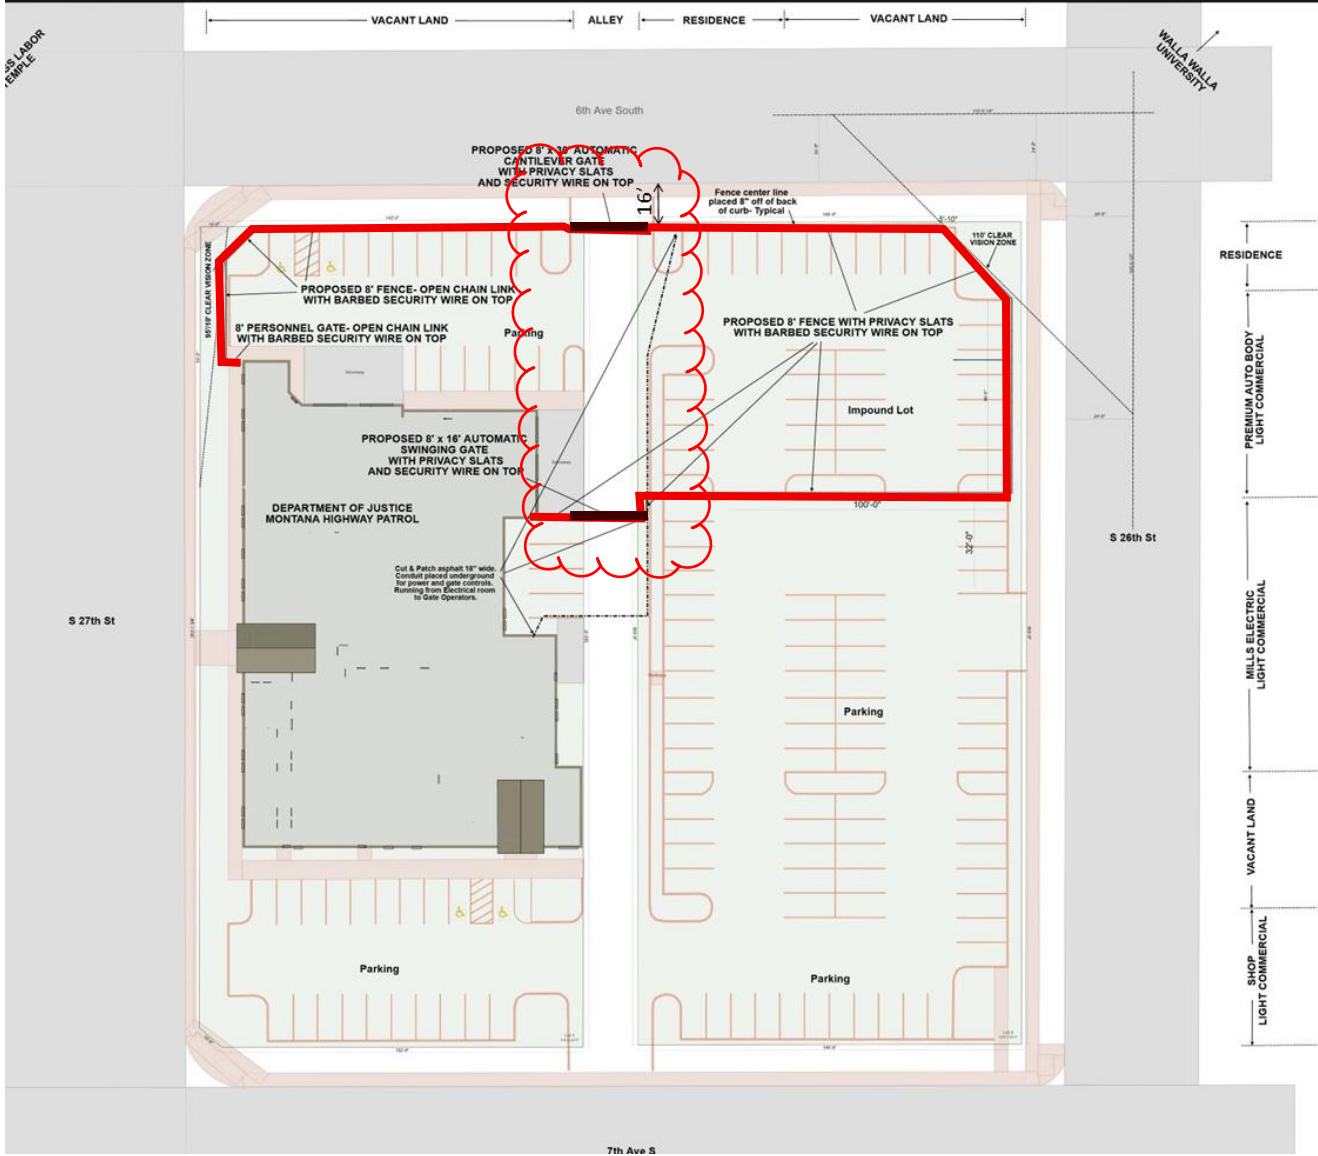 VACANT LAND
ALLEY
RESIDENCE
VACANT LAND
SS LABOR
TEMPLE
WALLA WALLA
UNIVERSITY
6th Ave South
PROPOSED 8' x 30' AUTOMATIC
CANTILEVER GATE
WITH PRIVACY SLATS
AND SECURITY WIRE ON TOP
16'
Fence center line
placed 8" off of back
of curb- Typical
5'-10"
110' CLEAR
VISION ZONE
CLEAR VISION ZONE
PROPOSED 8' FENCE- OPEN CHAIN LINK
WITH BARBED SECURITY WIRE ON TOP
8' PERSONNEL GATE- OPEN CHAIN LINK
WITH BARBED SECURITY WIRE ON TOP
Parking
PROPOSED 8' FENCE WITH PRIVACY SLATS
WITH BARBED SECURITY WIRE ON TOP
RESIDENCE
PREMIUM AUTO BODY
LIGHT COMMERCIAL
Impound Lot
PROPOSED 8' x 16' AUTOMATIC
SWINGING GATE
WITH PRIVACY SLATS
AND SECURITY WIRE ON TOP
DEPARTMENT OF JUSTICE
MONTANA HIGHWAY PATROL
100'-0"
32'-0"
S 26th St
Cut & Patch asphalt 18" wide.
Conduit placed underground
for power and gate controls.
Running from Electrical room
to Gate Operators.
S 27th St
MILLS ELECTRIC
LIGHT COMMERCIAL
Parking
VACANT LAND
SHOP
LIGHT COMMERCIAL
Parking
Parking
7th Ave S